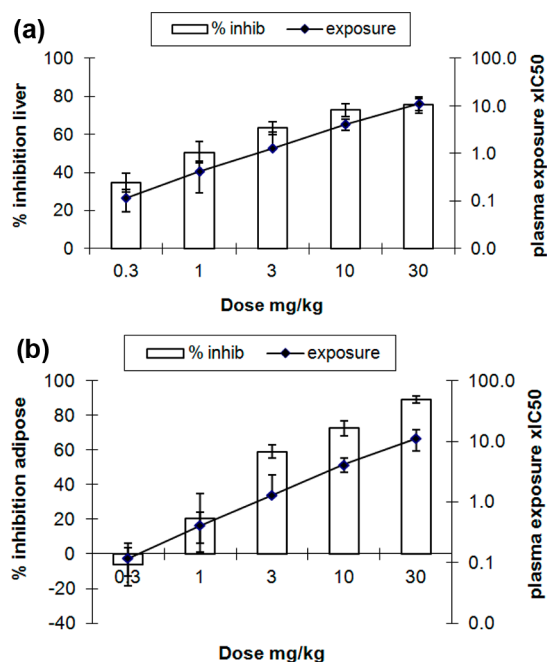 (a)
% inhib exposure
100 100.0
80 10.0
60 1.0
40 0.1
20 0.0
0
% inhibition liver
plasma exposure xIC50
0.3 1 3 10 30
Dose mg/kg
(b)
% inhib exposure
100 100.0
80
60 10.0
40
20 1.0
0
-20 0.1
-40 0.0
% inhibition adipose
plasma exposure xIC50
0.3 1 3 10 30
Dose mg/kg